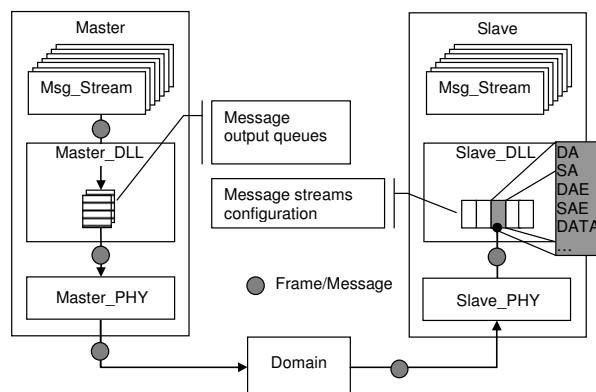 Master
Msg_Stream
Master_DLL
Master_PHY
Message
output queues
Message streams
configuration
Frame/Message
Domain
Slave
Msg_Stream
Slave_DLL
DA
SA
DAE
SAE
DATA
...
Slave_PHY